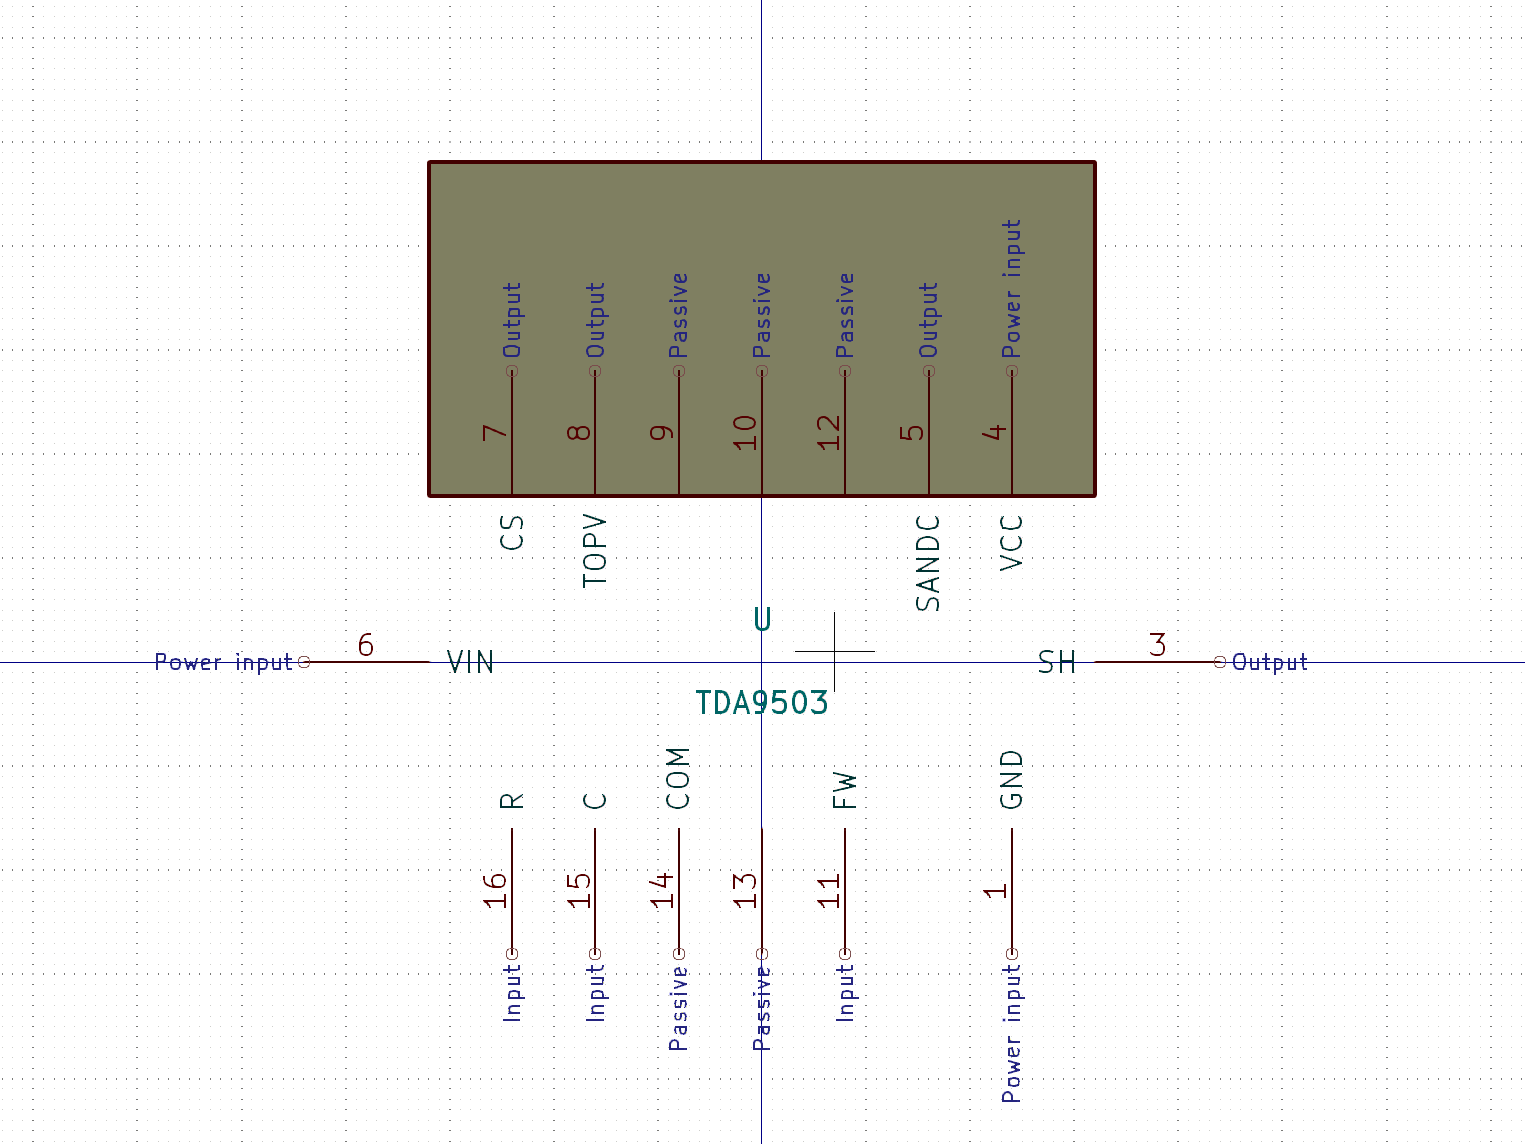 Output
Output
Passive
Passive
Passive
Output
Power input
7
8
9
10
12
5
4
CS
TOPV
SANDC
VCC
U
Power input
6
VIN
SH
3
Output
TDA9503
R
C
COM
FW
GND
16
15
14
13
11
1
Input
Input
Passive
Passive
Input
Power input